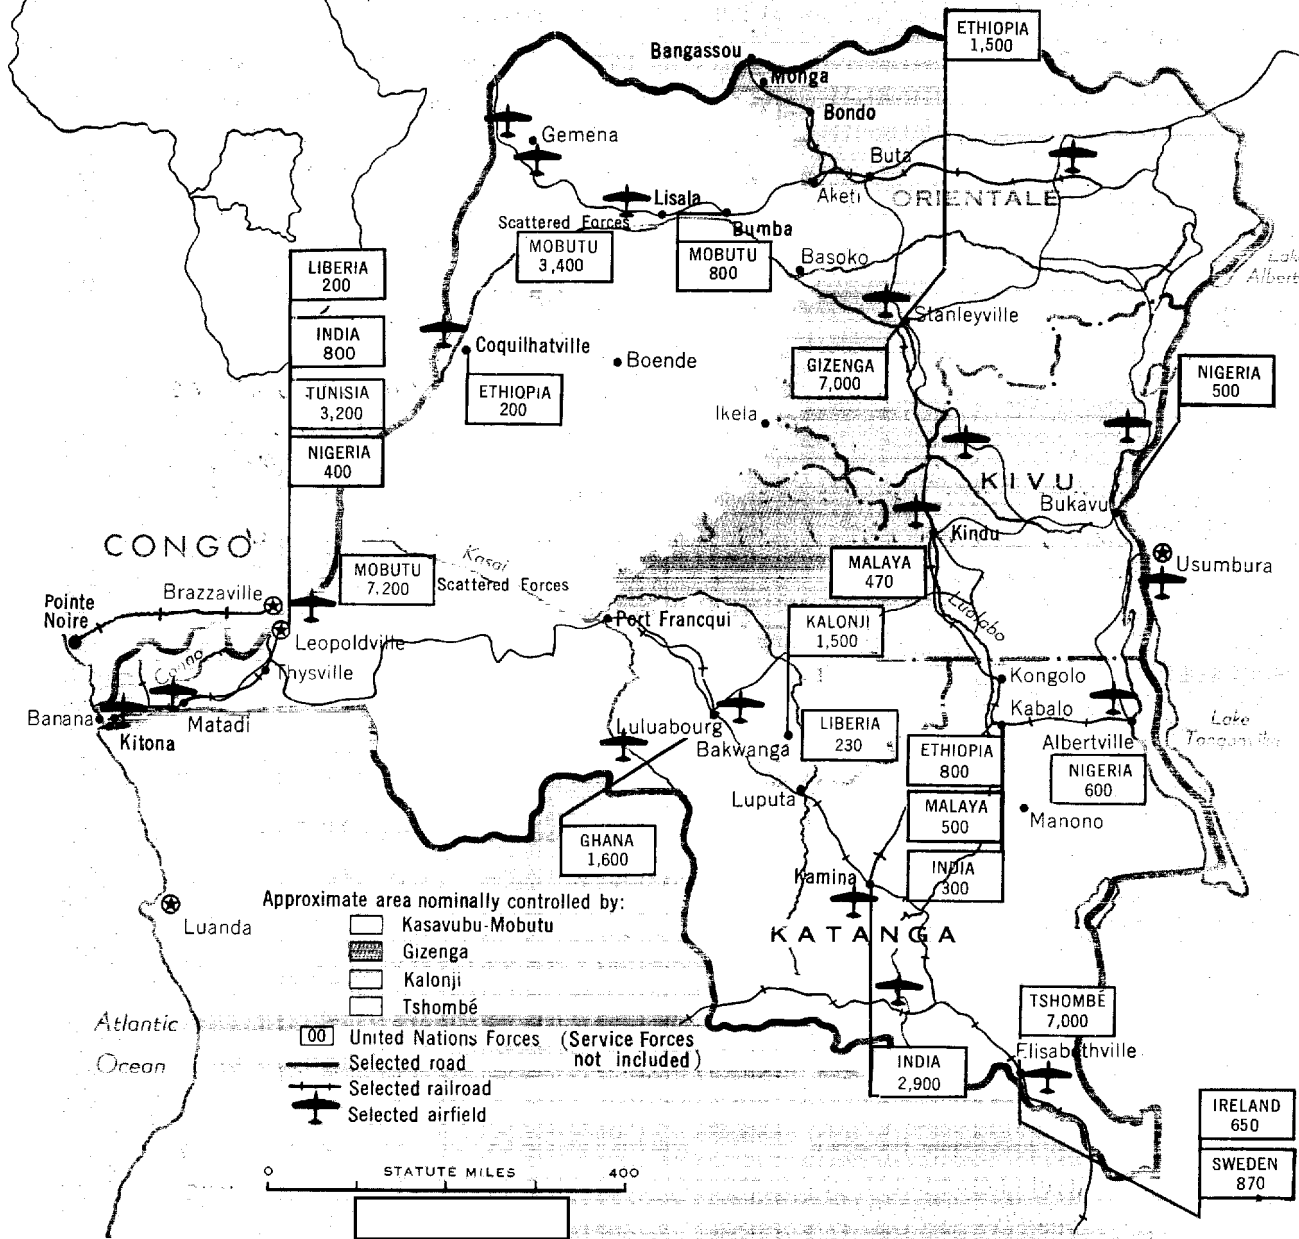 ETHIOPIA
1,500
Bangassou
Monga
Bondo
Gemena
Buta
Aketi
ORIENTALE
Lisala
Scattered Forces
Bumba
MOBUTU
3,400
MOBUTU
800
Basoko
Lake
Albert
LIBERIA
200
INDIA
800
TUNISIA
3,200
NIGERIA
400
Stanleyville
Coquilhatville
Boende
GIZENGA
7,000
NIGERIA
500
ETHIOPIA
200
Ikela
KIVU
Bukavu
Kindu
CONGO
Kasai
Scattered Forces
MOBUTU
7,200
MALAYA
470
Usumbura
Brazzaville
Pointe
Noire
Leopoldville
Port Francqui
KALONJI
1,500
Lualaba
Congo
Thysville
Kongolo
Banana
Matadi
Kitona
Luluabourg
Bakwanga
LIBERIA
230
Kabalo
Albertville
Lake
Tanganyika
ETHIOPIA
800
NIGERIA
600
Luputa
MALAYA
500
Manono
GHANA
1,600
INDIA
300
Kamina
Luanda
KATANGA
Approximate area nominally controlled by:
Kasavubu-Mobutu
Gizenga
Kalonji
Tshombé
00 United Nations Forces (Service Forces
not included)
Selected road
Selected railroad
Selected airfield
Atlantic
Ocean
TSHOMBE
7,000
Elisabethville
INDIA
2,900
IRELAND
650
SWEDEN
870
0 STATUTE MILES 400